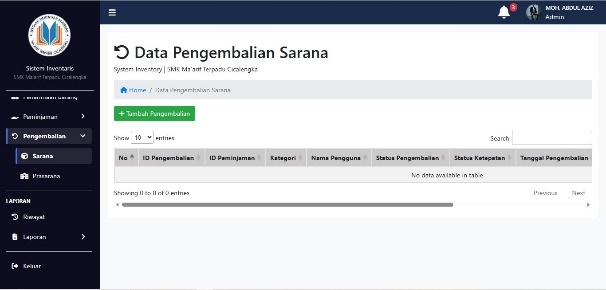 3
MOH. ABDUL AZIZ
Admin
Sistem Inventaris
SMK Ma'arif Terpadu Cicalengka
Peminjaman
Pengembalian
Sarana
Prasarana
LAPORAN
Riwayat
Laporan
Keluar
Data Pengembalian Sarana
System Inventory | SMK Ma'arif Terpadu Cicalengka
Home / Data Pengembalian Sarana
+ Tambah Pengembalian
Show 10 entries Search:
No ID Pengembalian ID Peminjaman Kategori Nama Pengguna Status Pengembalian Status Ketepatan Tanggal Pengembalian
No data available in table
Showing 0 to 0 of 0 entries Previous Next